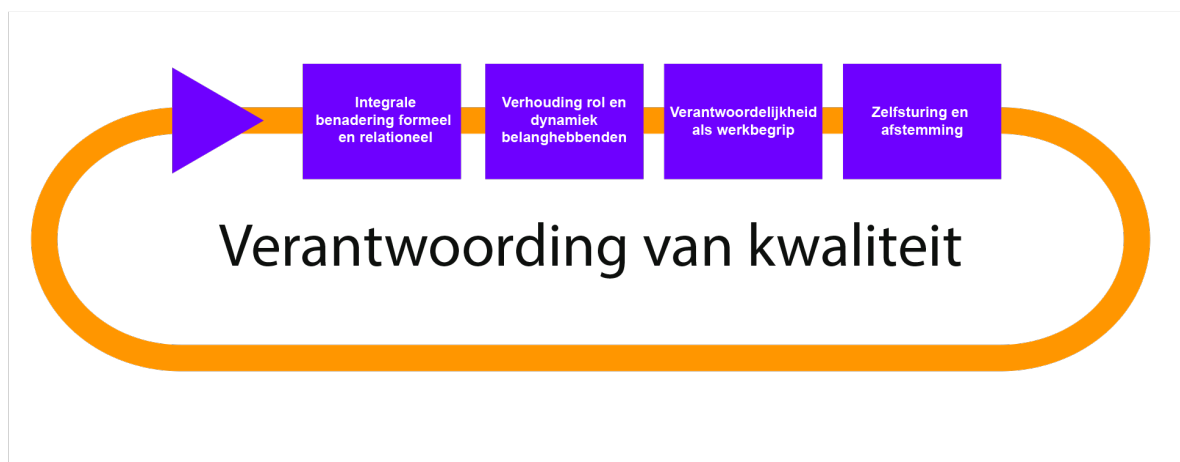 Integrale
benadering formeel
en relationeel
Verhouding rol en
dynamiek
belanghebbenden
Verantwoordelijkheid
als werkbegrip
Zelfsturing en
afstemming
Verantwoording van kwaliteit